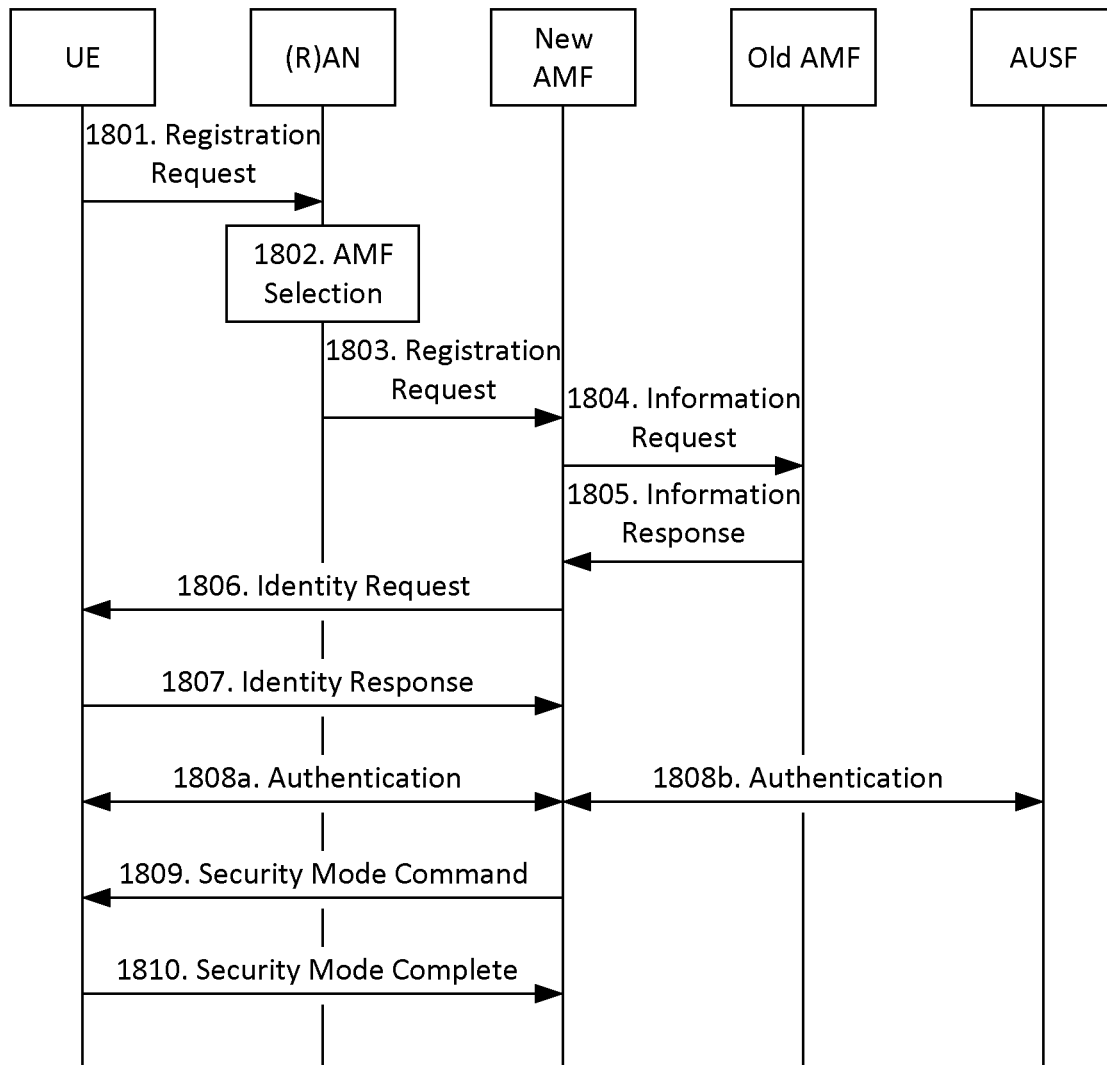 UE
(R)AN
New
AMF
Old AMF
AUSF
1801. Registration
Request
1802. AMF
Selection
1803. Registration
Request
1804. Information
Request
1805. Information
Response
1806. Identity Request
1807. Identity Response
1808a. Authentication
1808b. Authentication
1809. Security Mode Command
1810. Security Mode Complete